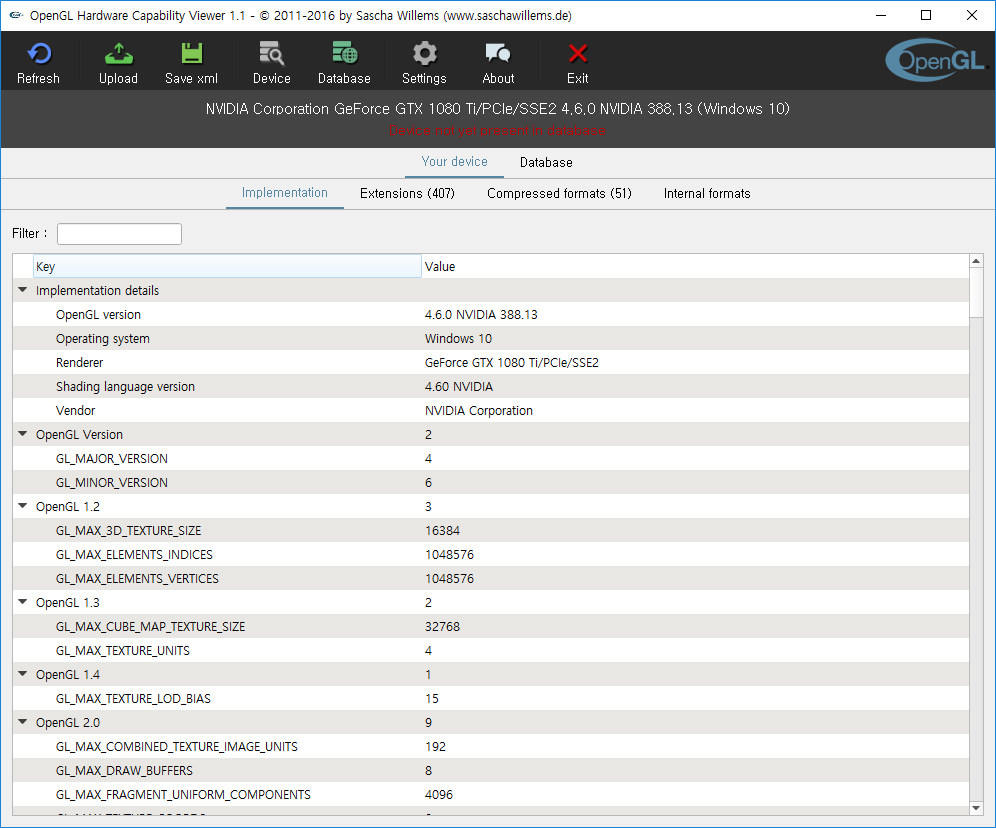 OpenGL Hardware Capability Viewer 1.1 - © 2011-2016 by Sascha Willems (www.saschawillems.de)
Refresh Upload Save xml Device Database Settings About Exit
OpenGL
NVIDIA Corporation GeForce GTX 1080 Ti/PCIe/SSE2 4.6.0 NVIDIA 388.13 (Windows 10)
Device not yet present in database
Your device Database
Implementation Extensions (407) Compressed formats (51) Internal formats
Filter :
Key Value
Implementation details
OpenGL version 4.6.0 NVIDIA 388.13
Operating system Windows 10
Renderer GeForce GTX 1080 Ti/PCIe/SSE2
Shading language version 4.60 NVIDIA
Vendor NVIDIA Corporation
OpenGL Version 2
GL_MAJOR_VERSION 4
GL_MINOR_VERSION 6
OpenGL 1.2 3
GL_MAX_3D_TEXTURE_SIZE 16384
GL_MAX_ELEMENTS_INDICES 1048576
GL_MAX_ELEMENTS_VERTICES 1048576
OpenGL 1.3 2
GL_MAX_CUBE_MAP_TEXTURE_SIZE 32768
GL_MAX_TEXTURE_UNITS 4
OpenGL 1.4 1
GL_MAX_TEXTURE_LOD_BIAS 15
OpenGL 2.0 9
GL_MAX_COMBINED_TEXTURE_IMAGE_UNITS 192
GL_MAX_DRAW_BUFFERS 8
GL_MAX_FRAGMENT_UNIFORM_COMPONENTS 4096